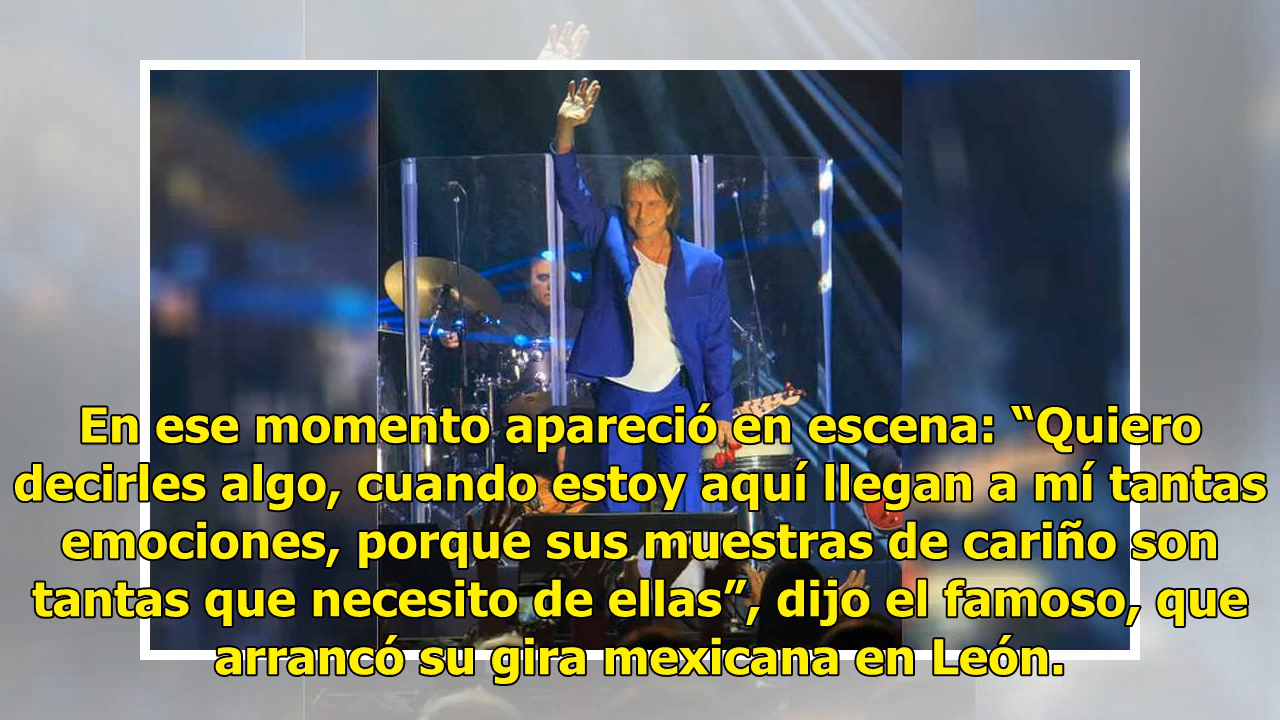 En ese momento apareció en escena: “Quiero
decirles algo, cuando estoy aquí llegan a mí tantas
emociones, porque sus muestras de cariño son
tantas que necesito de ellas”, dijo el famoso, que
arrancó su gira mexicana en León.